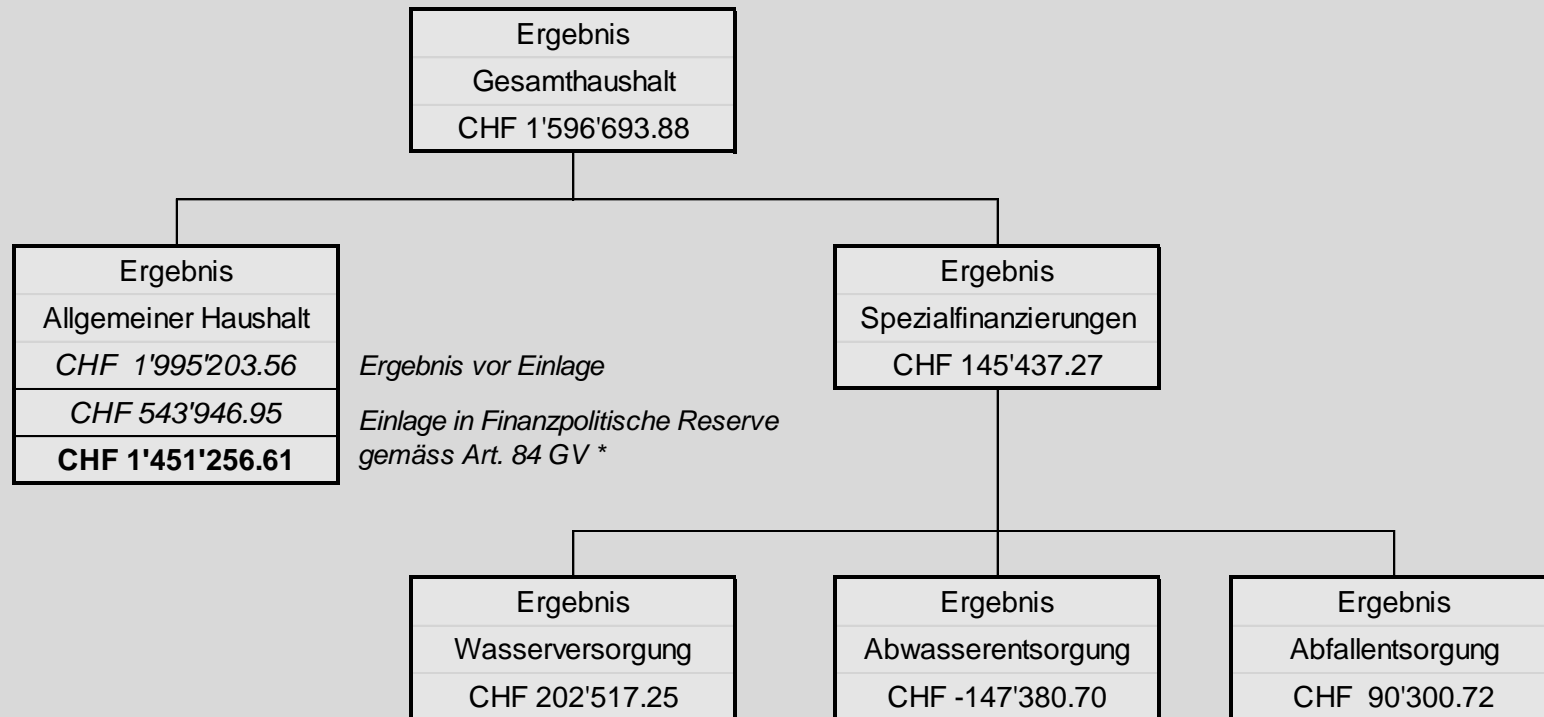 Ergebnis
Gesamthaushalt
CHF 1'596'693.88
Ergebnis
Allgemeiner Haushalt
CHF 1'995'203.56
CHF 543'946.95
CHF 1'451'256.61
Ergebnis vor Einlage
Einlage in Finanzpolitische Reserve
gemäss Art. 84 GV *
Ergebnis
Spezialfinanzierungen
CHF 145'437.27
Ergebnis
Wasserversorgung
CHF 202'517.25
Ergebnis
Abwasserentsorgung
CHF -147'380.70
Ergebnis
Abfallentsorgung
CHF 90'300.72